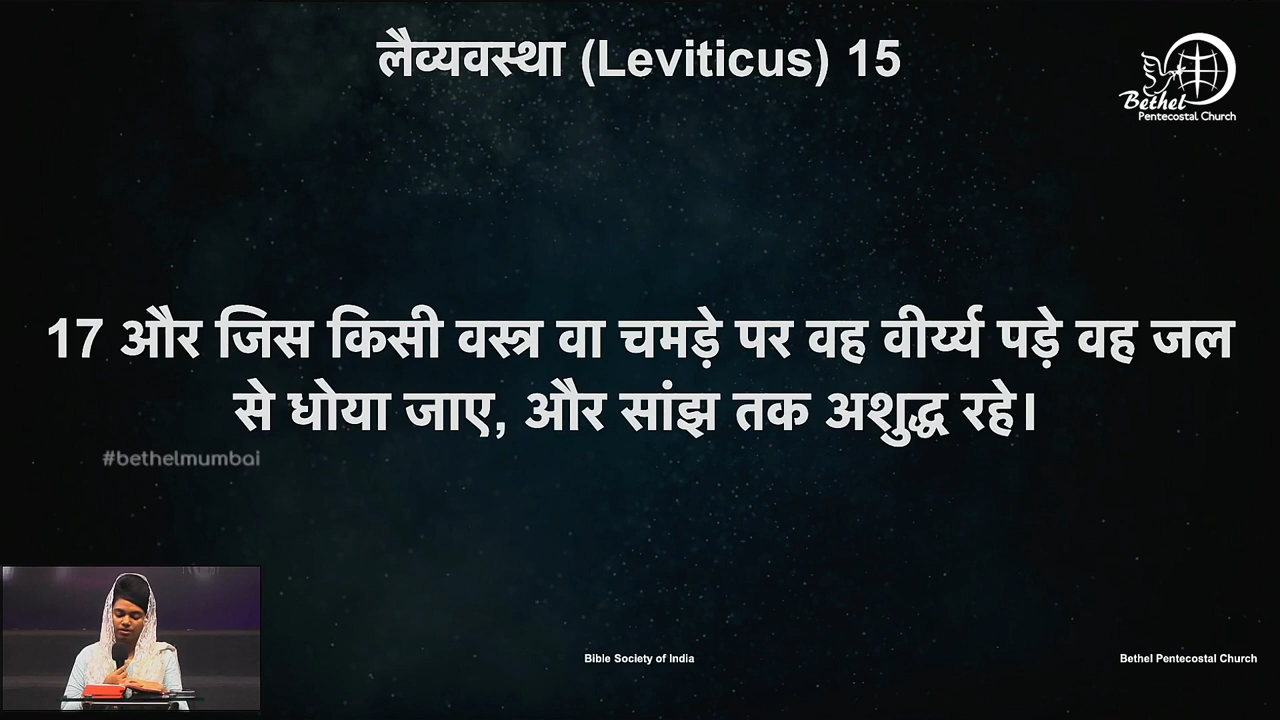 लैव्यवस्था (Leviticus) 15
Bethel
Pentecostal Church
17 और जिस किसी वस्त्र वा चमड़े पर वह वीर्य्य पड़े वह जल
से धोया जाए, और सांझ तक अशुद्ध रहे।
#bethelmumbai
Bible Society of India
Bethel Pentecostal Church